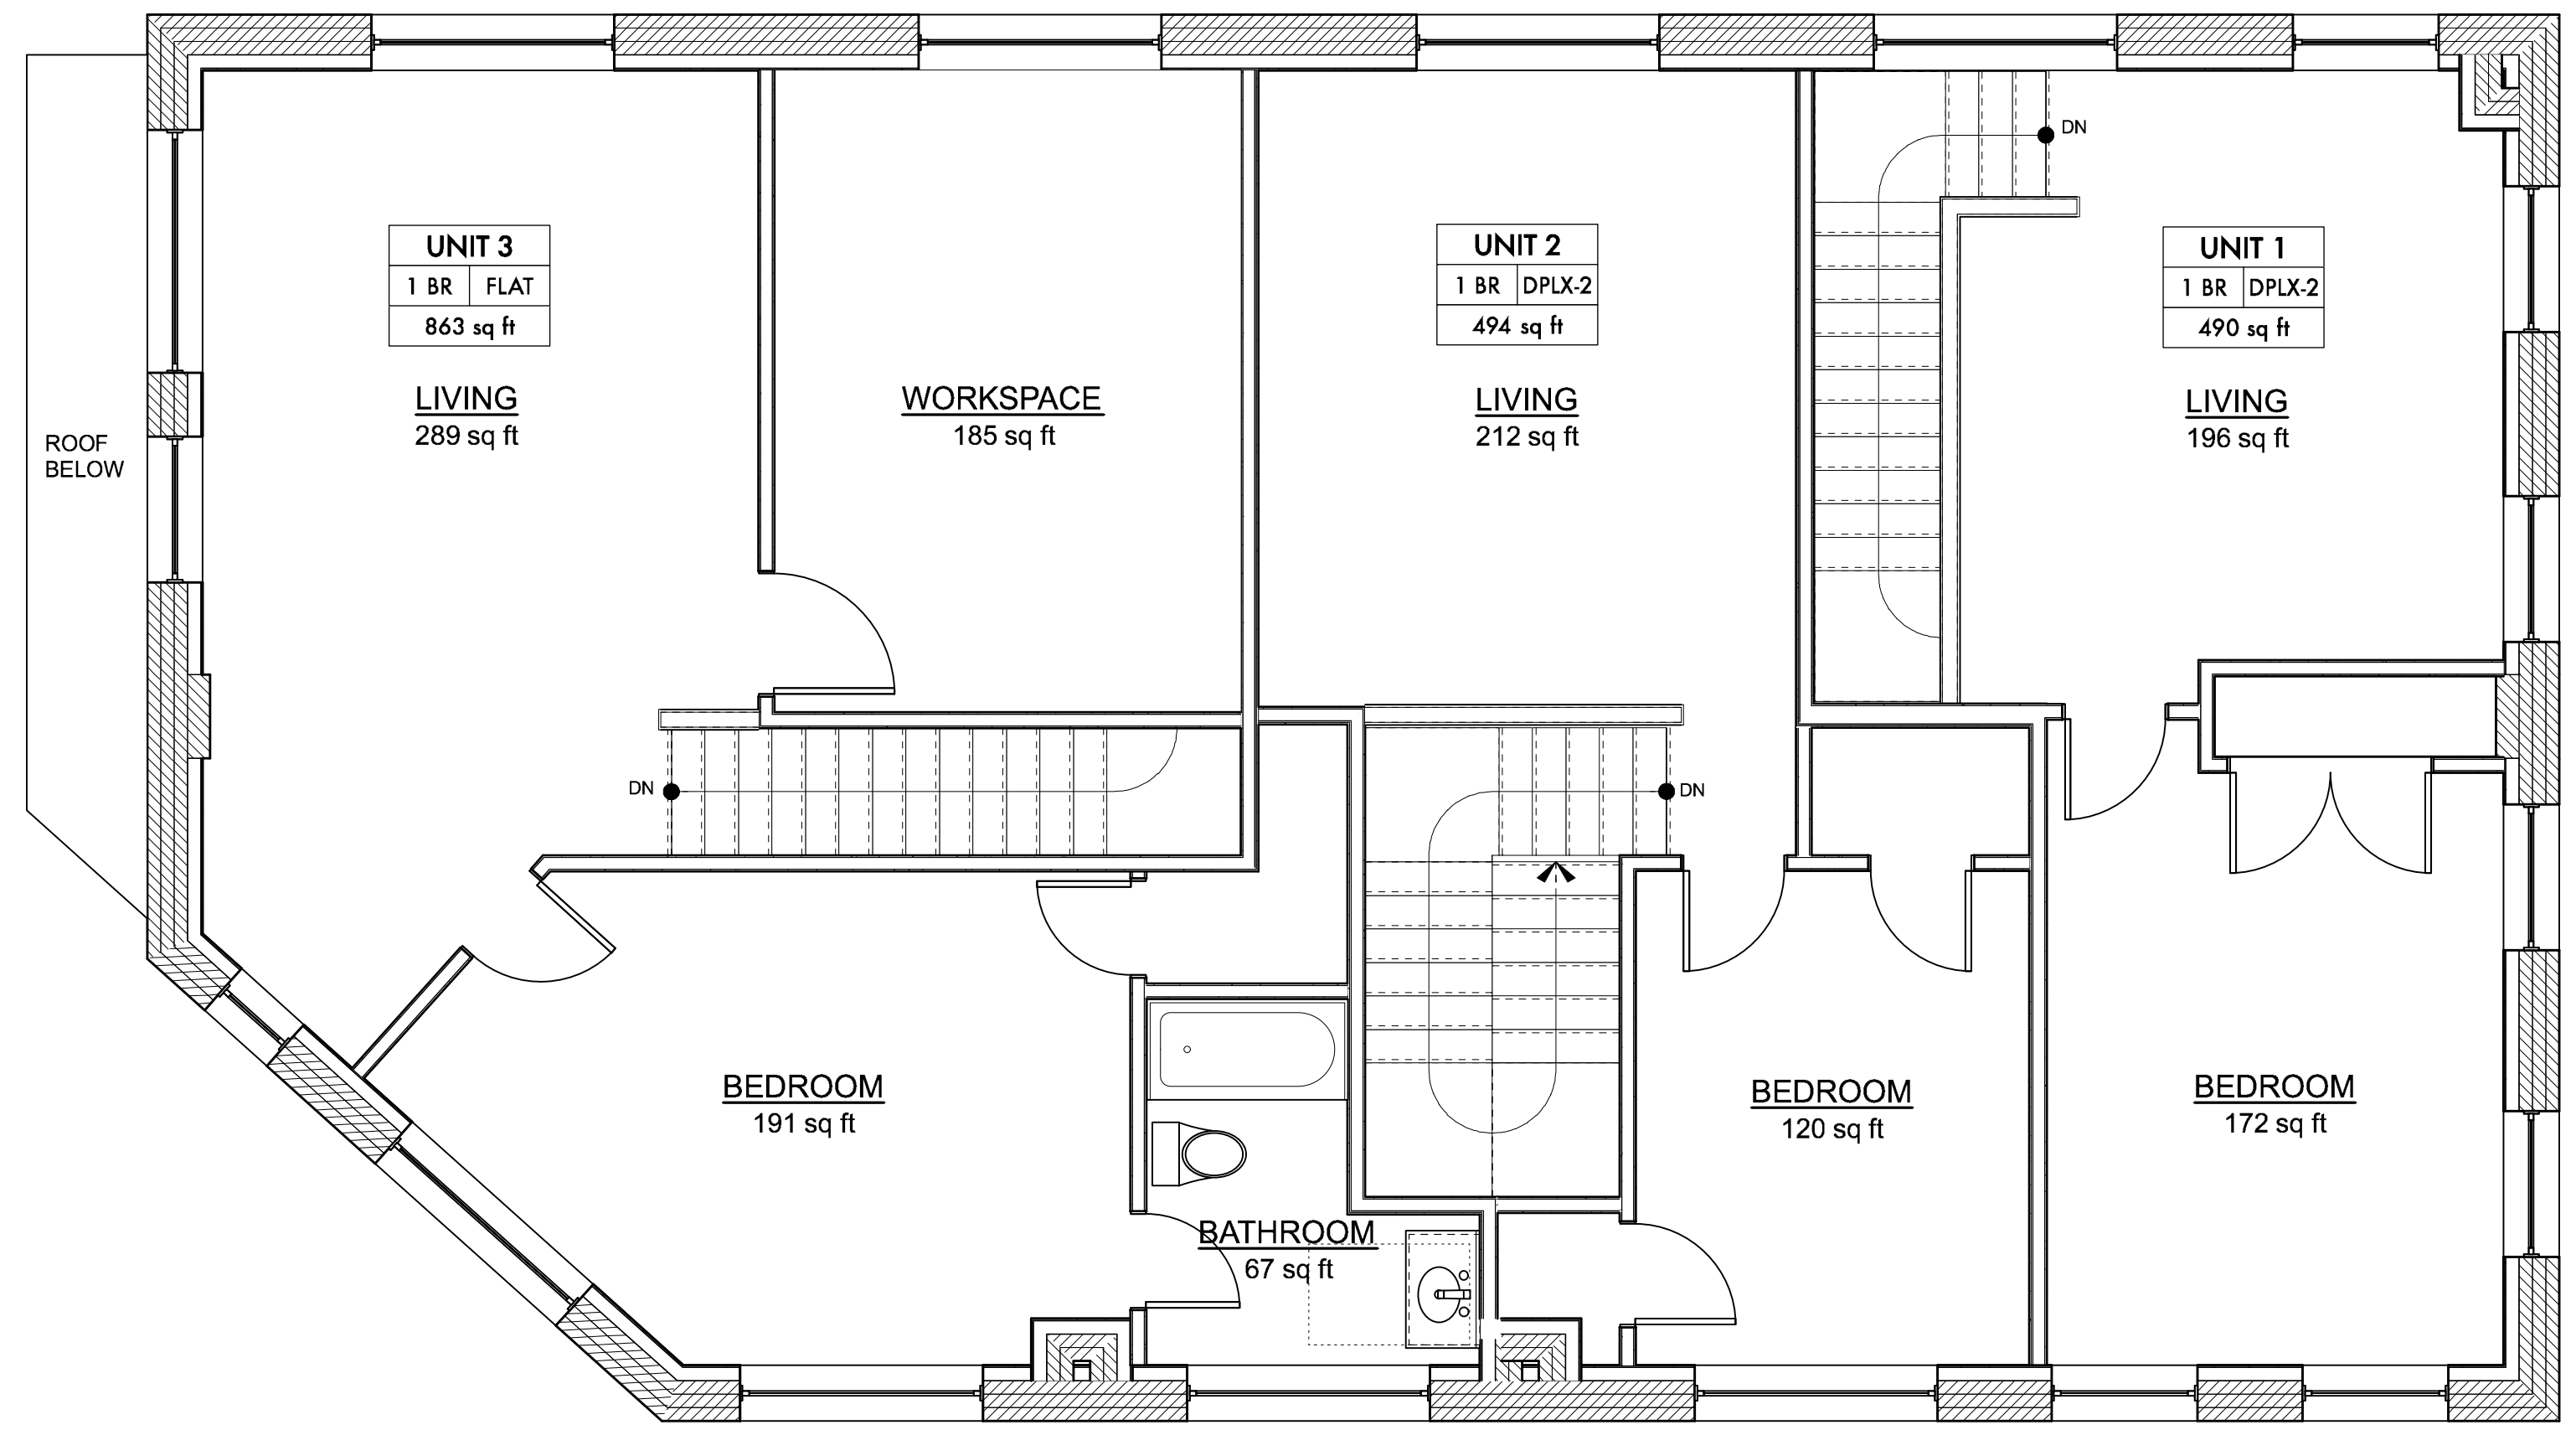 UNIT 3
1 BR FLAT
863 sq ft
LIVING
289 sq ft
WORKSPACE
185 sq ft
UNIT 2
1 BR DPLX-2
494 sq ft
LIVING
212 sq ft
DN
UNIT 1
1 BR DPLX-2
490 sq ft
LIVING
196 sq ft
ROOF
BELOW
DN
DN
BEDROOM
191 sq ft
BATHROOM
67 sq ft
BEDROOM
120 sq ft
BEDROOM
172 sq ft